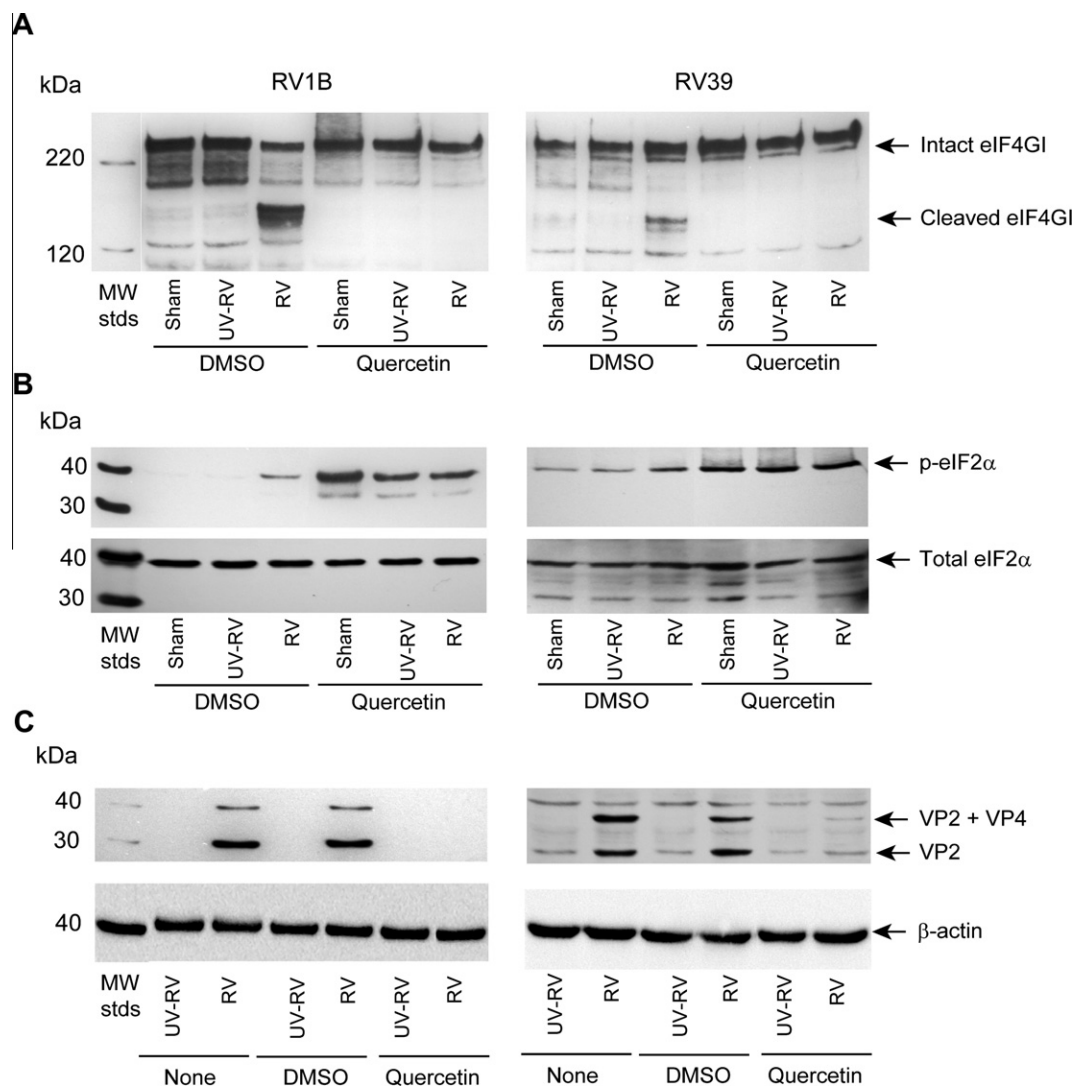 A
kDa RV1B RV39
220
120
Intact eIF4GI
Cleaved eIF4GI
MW stds Sham UV-RV RV Sham UV-RV RV Sham UV-RV RV Sham UV-RV RV
DMSO Quercetin DMSO Quercetin
B
kDa
40
30
p-eIF2α
40
30
Total eIF2α
MW stds Sham UV-RV RV Sham UV-RV RV Sham UV-RV RV Sham UV-RV RV
DMSO Quercetin DMSO Quercetin
C
kDa
40
30
VP2 + VP4
VP2
40
β-actin
MW stds UV-RV RV UV-RV RV UV-RV RV UV-RV RV UV-RV RV UV-RV RV
None DMSO Quercetin None DMSO Quercetin